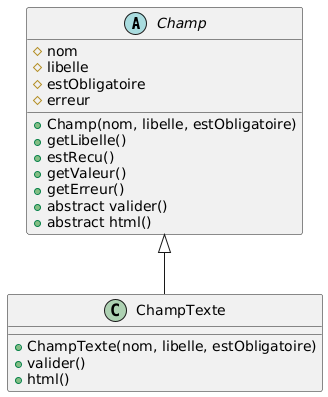 A Champ
nom
libelle
estObligatoire
erreur
Champ(nom, libelle, estObligatoire)
getLibelle()
estRecu()
getValeur()
getErreur()
abstract valider()
abstract html()
C ChampTexte
ChampTexte(nom, libelle, estObligatoire)
valider()
html()